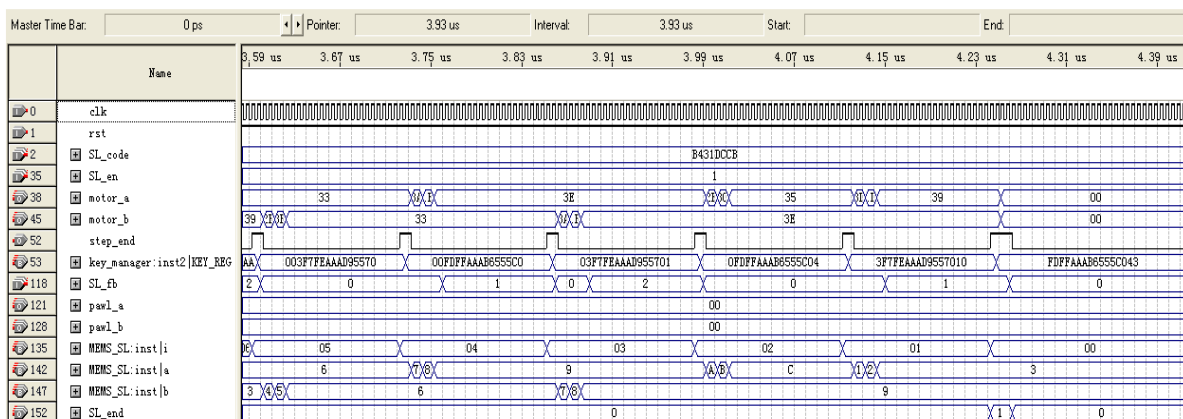 Master Time Bar: 0 ps Pointer: 3.93 us Interval: 3.93 us Start: End:
Name
3.59 us 3.67 us 3.75 us 3.83 us 3.91 us 3.99 us 4.07 us 4.15 us 4.23 us 4.31 us 4.39 us
0 clk
1 rst
2 SL_code B431DCCB
35 SL_en 1
38 motor_a 33 3E 35 39 00
45 motor_b 39 33 3E 00
52 step_end
53 key_manager:inst2|KEY_REG AA 003F7FEAAAD95570 00FDFFAAAB6555C0 03F7FEAAAD955701 0FDFFAAAB6555C04 3F7FEAAAD9557010 FDFFAAAB6555C043
118 SL_fb 2 0 1 0 2 0 1 0
121 pawl_a 00
128 pawl_b 00
135 MEMS_SL:inst|i 05 04 03 02 01 00
142 MEMS_SL:inst|a 6 7 8 9 A B C 1 2 3
147 MEMS_SL:inst|b 3 4 5 6 7 8 9
152 SL_end 0 1 0